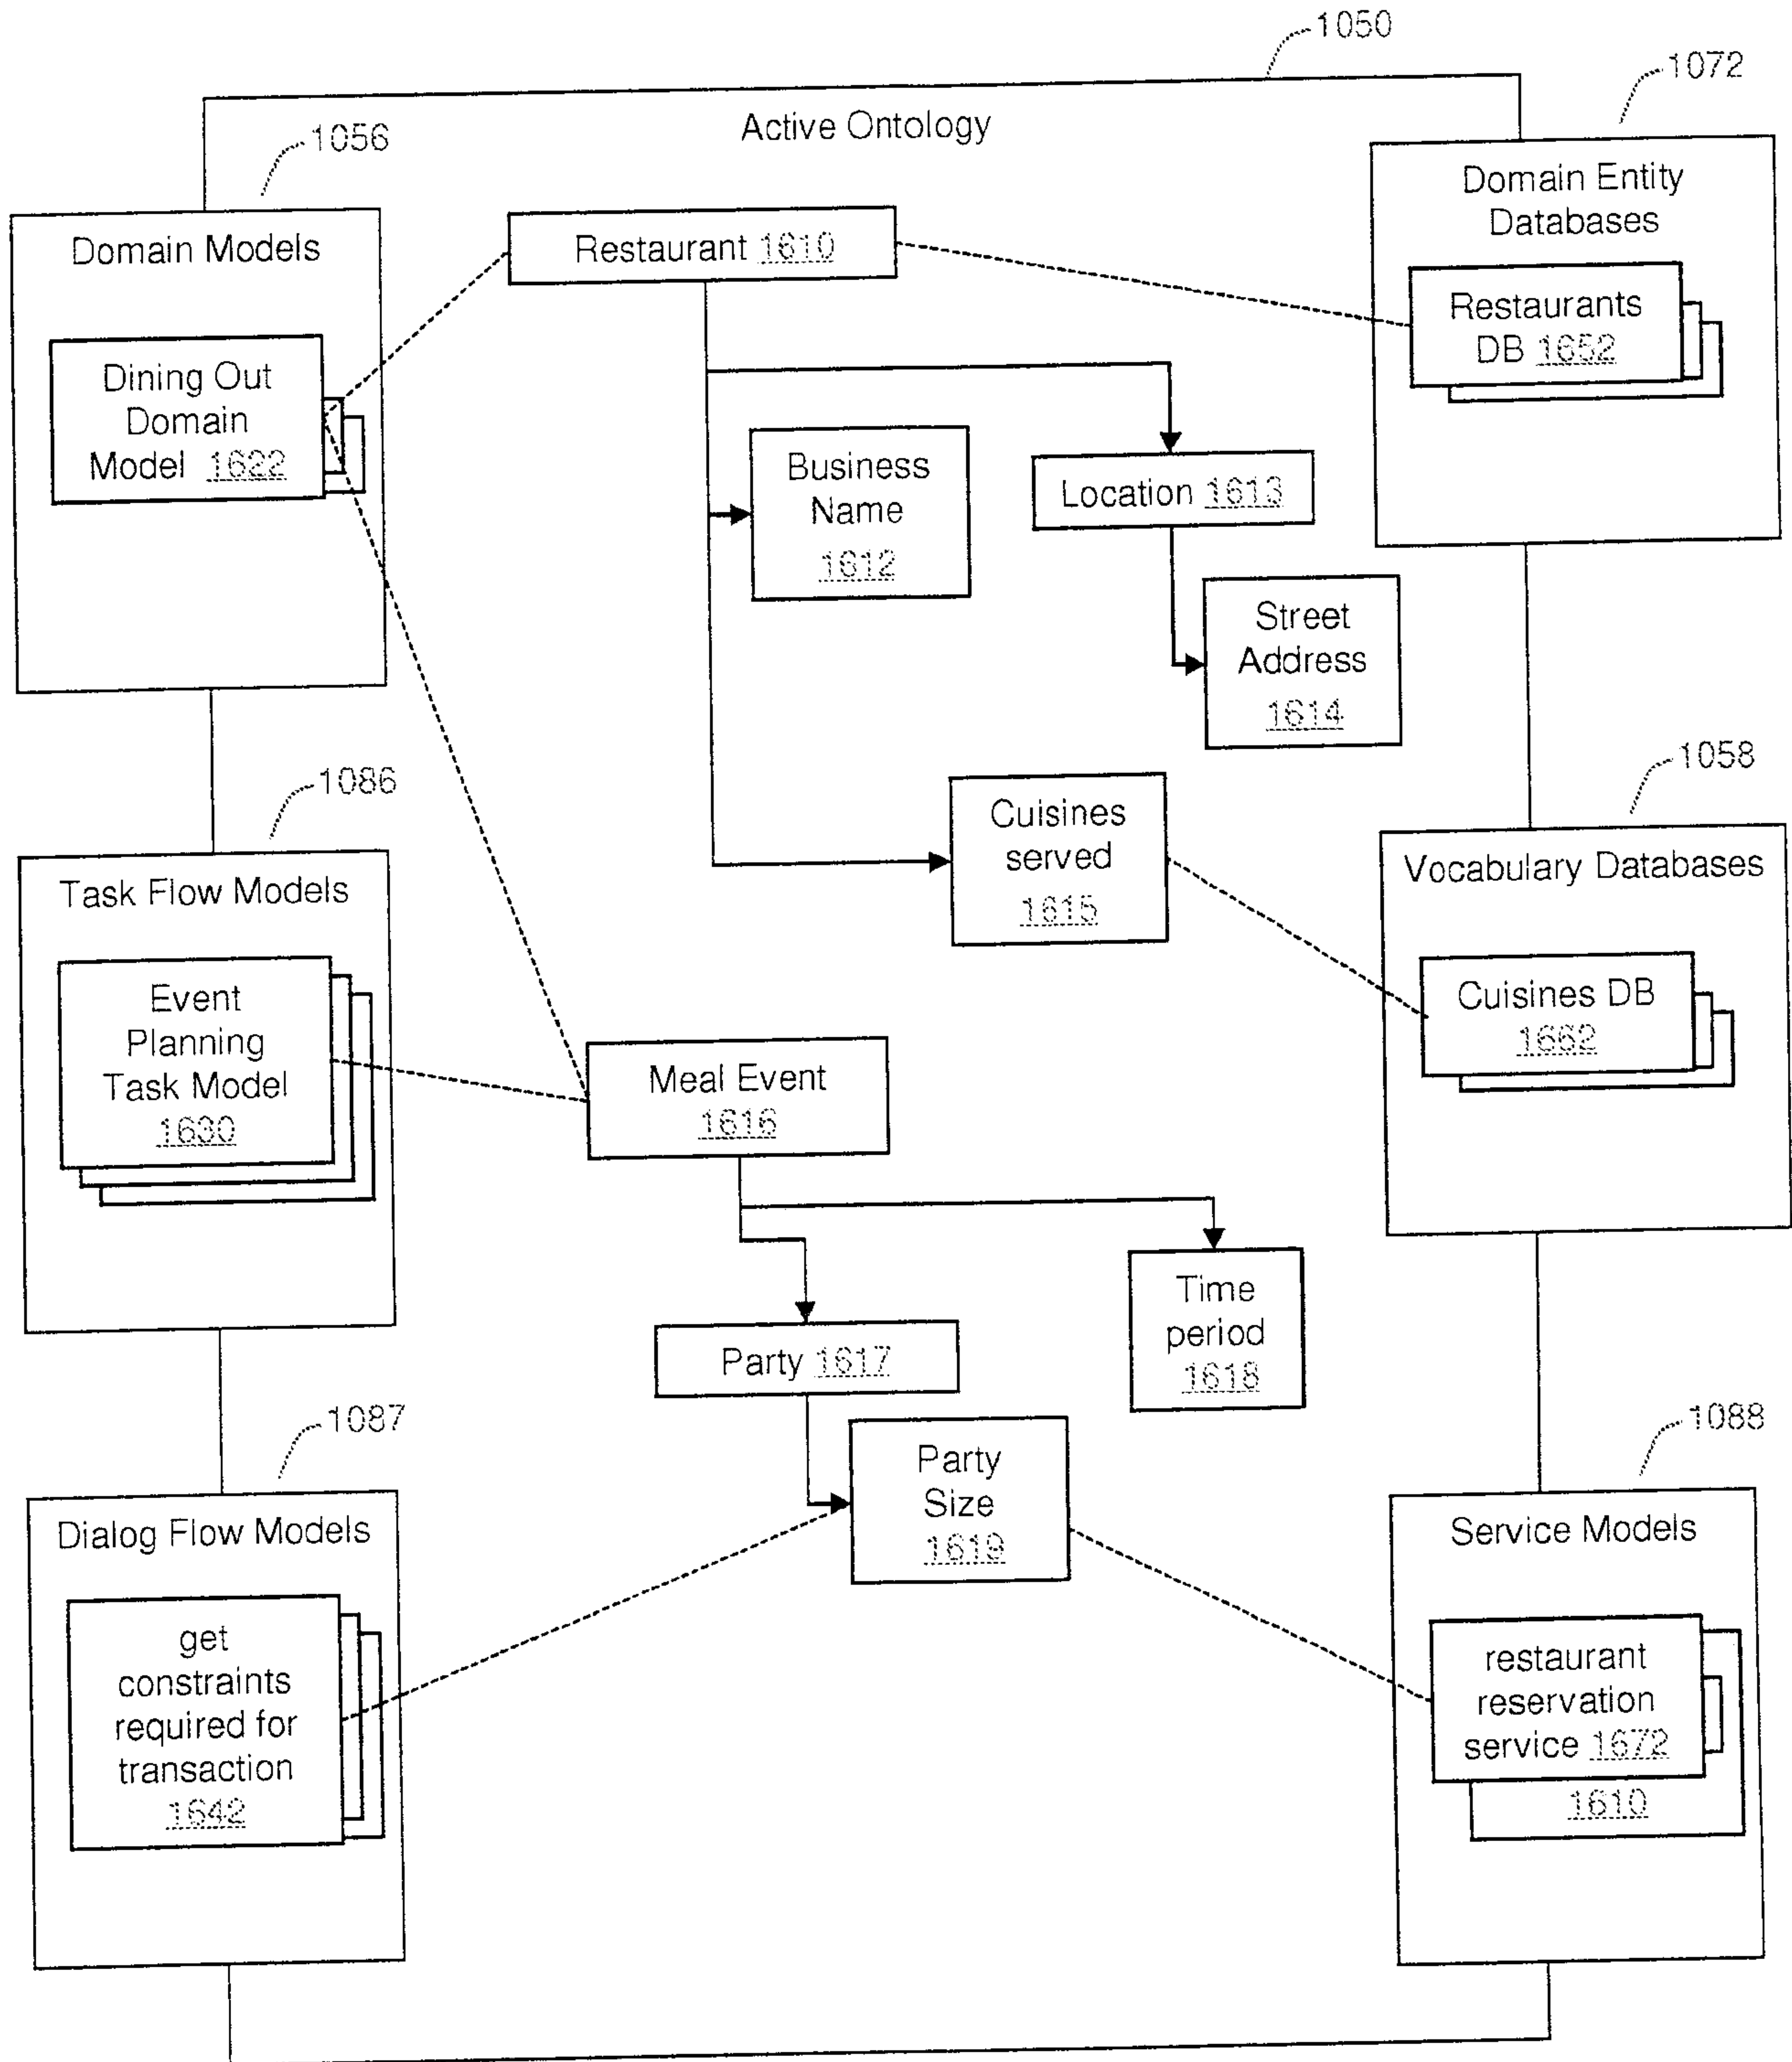 1050
1072
Active Ontology
1056
Domain Entity
Databases
Domain Models
Restaurant 1610
Restaurants
DB 1652
Dining Out
Domain
Model 1622
Business
Name
1612
Location 1613
Street
Address
1614
1086
1058
Cuisines
served
1615
Task Flow Models
Vocabulary Databases
Event
Planning
Task Model
1630
Cuisines DB
1662
Meal Event
1616
Time
period
1618
Party 1617
1087
1088
Party
Size
1619
Dialog Flow Models
Service Models
get
constraints
required for
transaction
1642
restaurant
reservation
service 1672
1610